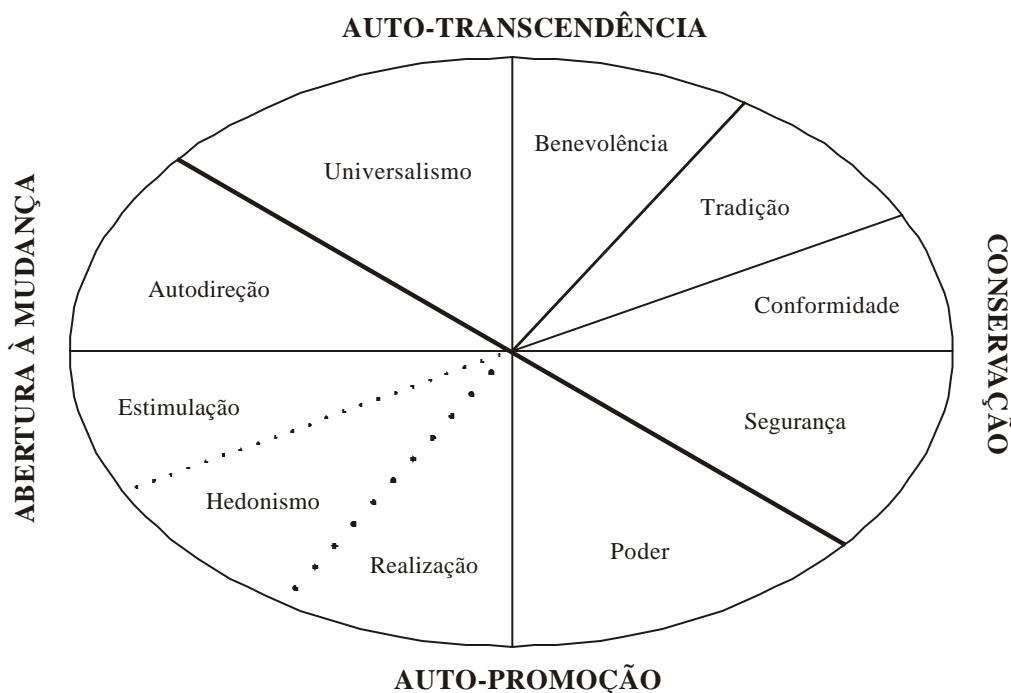 AUTO-TRANSCENDÊNCIA
Benevolência
Universalismo
Tradição
ABERTURA À MUDANÇA
CONSERVAÇÃO
Autodireção
Conformidade
Estimulação
Segurança
Hedonismo
Realização
Poder
AUTO-PROMOÇÃO